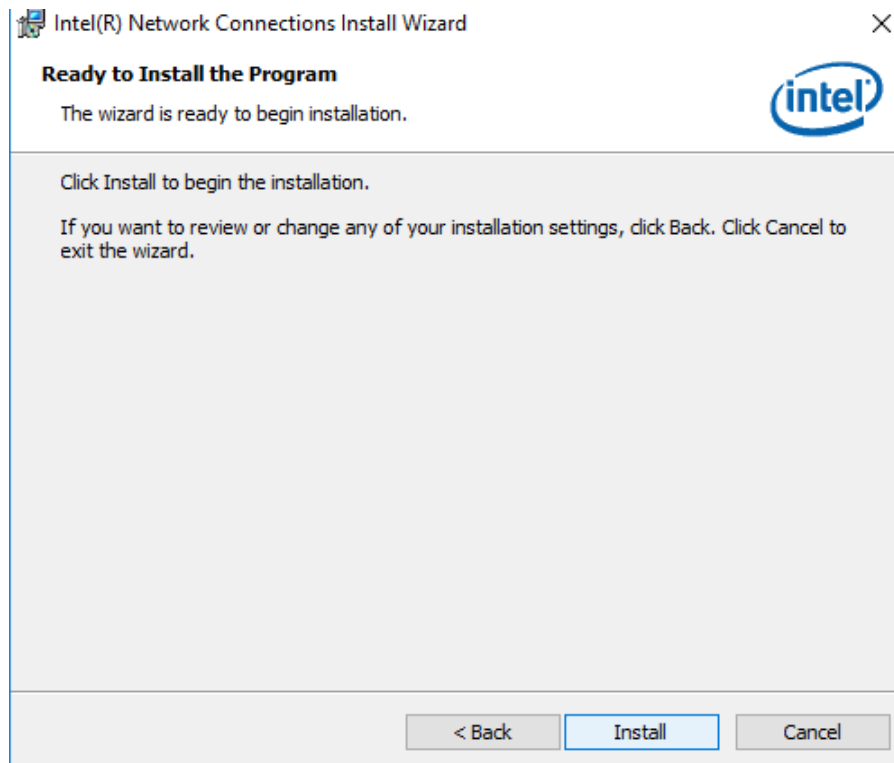 Intel(R) Network Connections Install Wizard
Ready to Install the Program
The wizard is ready to begin installation.
intel
Click Install to begin the installation.
If you want to review or change any of your installation settings, click Back. Click Cancel to
exit the wizard.
< Back
Install
Cancel